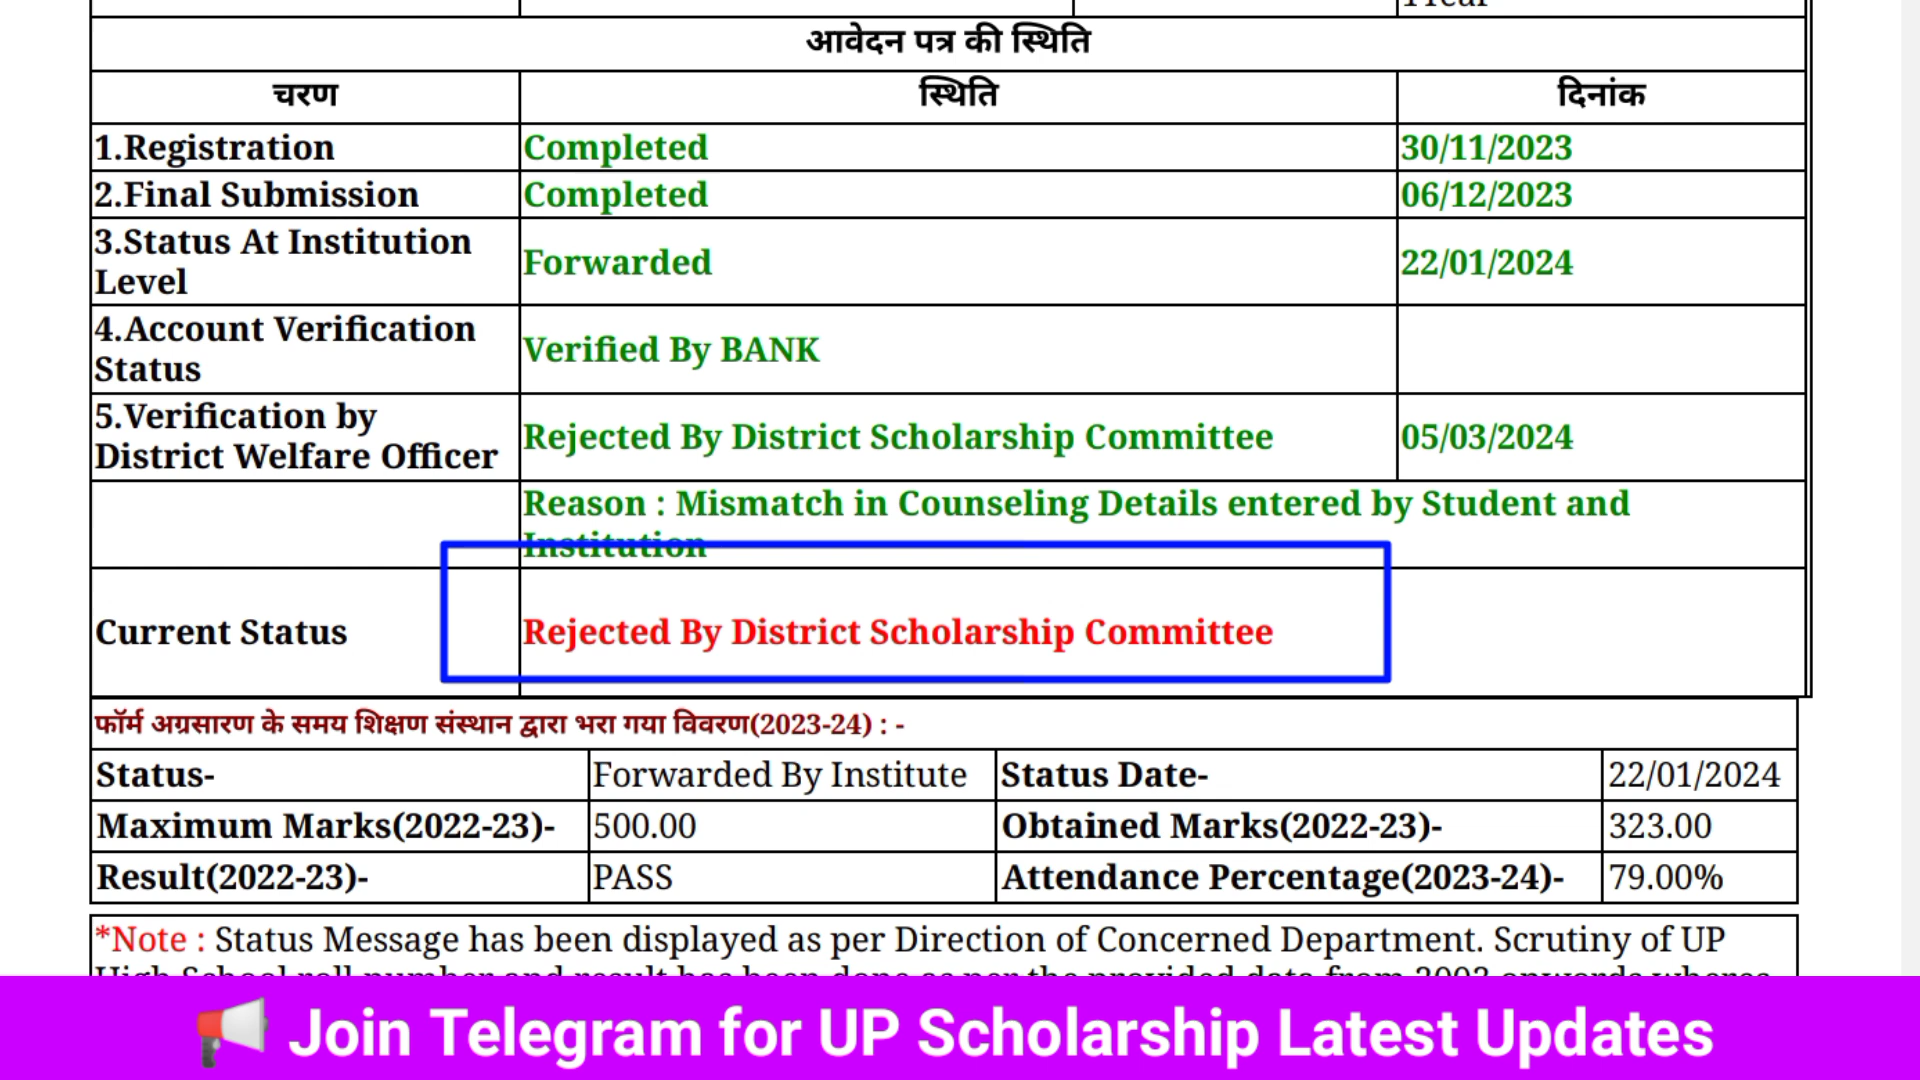 आवेदन पत्र की स्थिति
चरण स्थिति दिनांक
1.Registration Completed 30/11/2023
2.Final Submission Completed 06/12/2023
3.Status At Institution
Level
Forwarded 22/01/2024
4.Account Verification
Status
Verified By BANK
5.Verification by
District Welfare Officer
Rejected By District Scholarship Committee 05/03/2024
Reason : Mismatch in Counseling Details entered by Student and
Institution
Current Status Rejected By District Scholarship Committee
फॉर्म अग्रसारण के समय शिक्षण संस्थान द्वारा भरा गया विवरण(2023-24) : -
Status- Forwarded By Institute Status Date- 22/01/2024
Maximum Marks(2022-23)- 500.00 Obtained Marks(2022-23)- 323.00
Result(2022-23)- PASS Attendance Percentage(2023-24)- 79.00%
*Note : Status Message has been displayed as per Direction of Concerned Department. Scrutiny of UP
Join Telegram for UP Scholarship Latest Updates